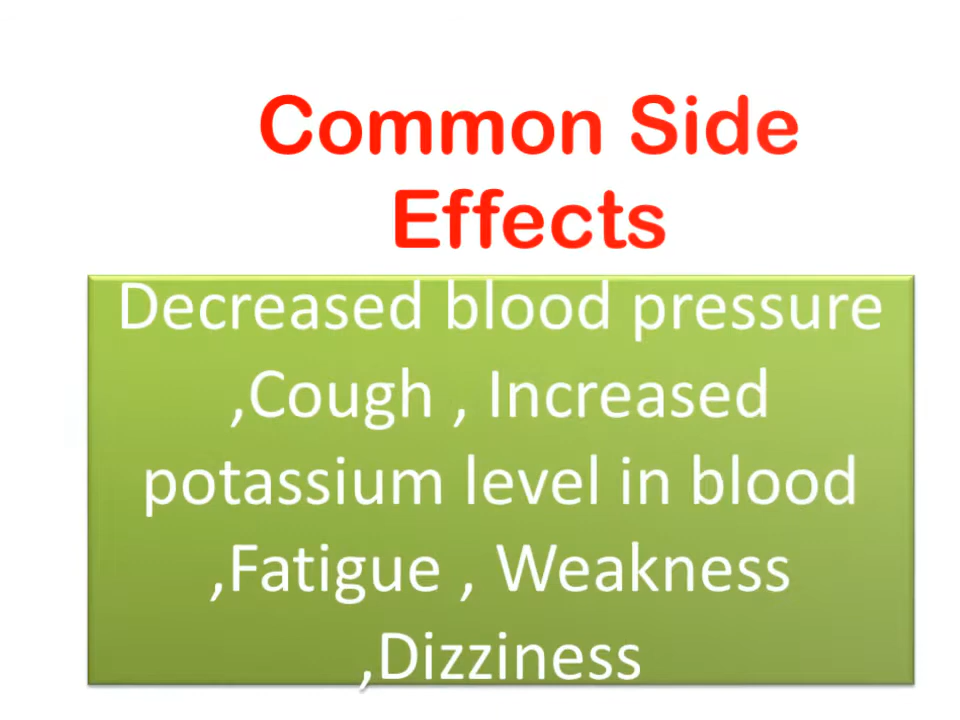 Common Side
Effects
Decreased blood pressure
,Cough , Increased
potassium level in blood
,Fatigue , Weakness
,Dizziness